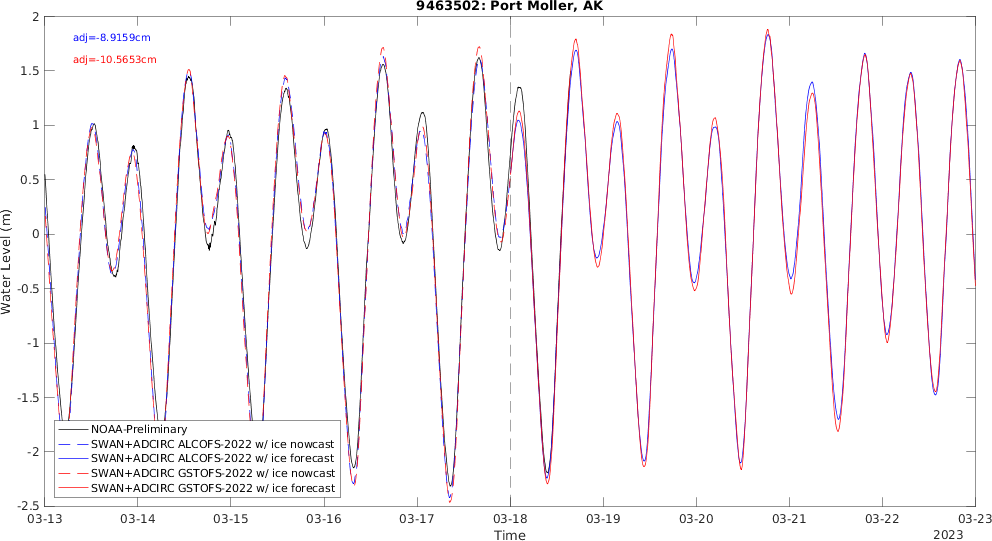 9463502: Port Moller, AK
adj=-8.9159cm
adj=-10.5653cm
Water Level (m)
2
1.5
1
0.5
0
-0.5
-1
-1.5
-2
-2.5
NOAA-Preliminary
SWAN+ADCIRC ALCOFS-2022 w/ ice nowcast
SWAN+ADCIRC ALCOFS-2022 w/ ice forecast
SWAN+ADCIRC GSTOFS-2022 w/ ice nowcast
SWAN+ADCIRC GSTOFS-2022 w/ ice forecast
03-13 03-14 03-15 03-16 03-17 03-18 03-19 03-20 03-21 03-22 03-23
Time
2023